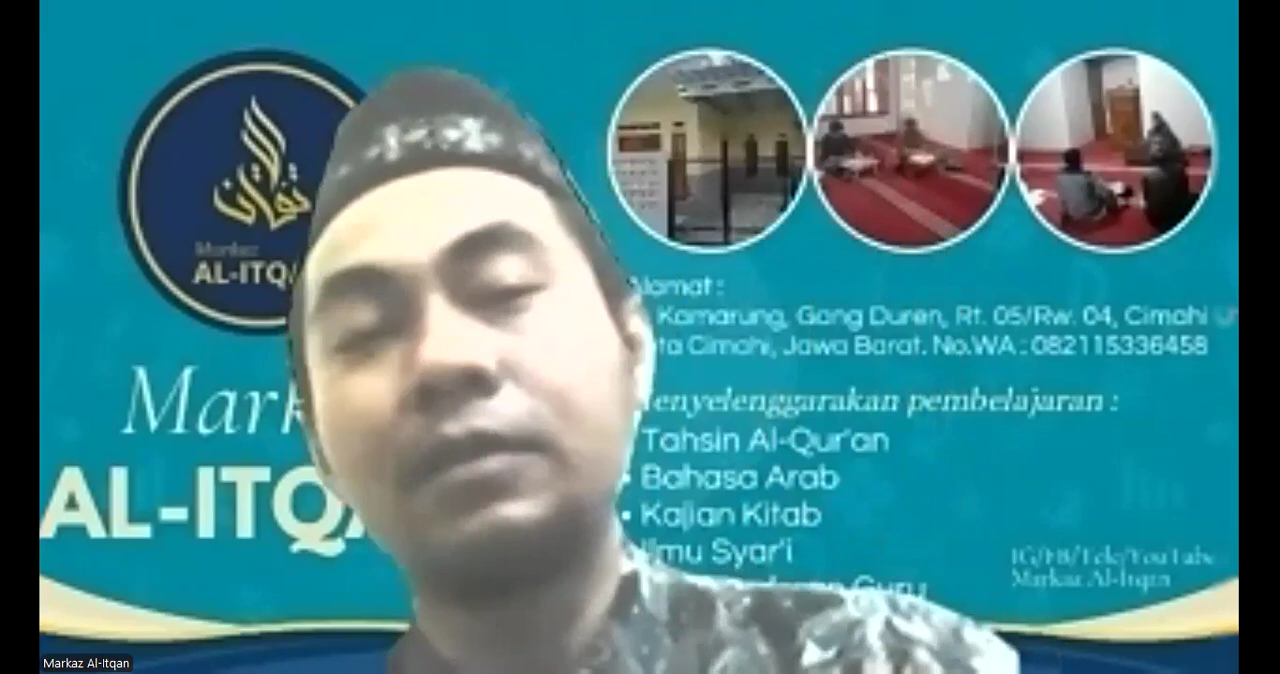 Markaz
AL-ITQ
Mark
AL-ITQ
Alamat :
Kamarung, Gang Duren, Rt. 05/Rw. 04, Cimahi
Cimahi, Jawa Barat. No.WA : 082115336458
enyelenggarakan pembelajaran :
Tahsin Al-Qur'an
• Bahasa Arab
• Kajian Kitab
Ilmu Syar'i
Guru
IG/FB/Tele/YouTube
Markaz Al-Itqan
Markaz Al-Itqan